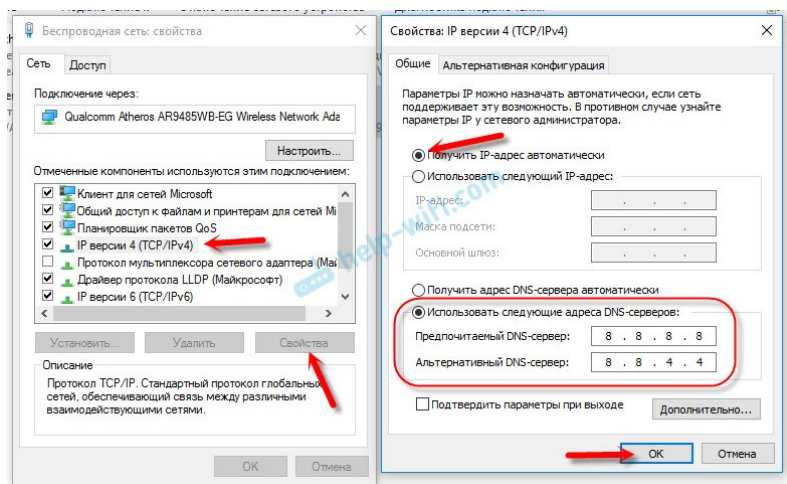 Беспроводная сеть: свойства
Сеть
Доступ
Подключение через:
Qualcomm Atheros AR9485WB-EG Wireless Network Ada
Настроить...
Отмеченные компоненты используются этим подключением:
Клиент для сетей Microsoft
Общий доступ к файлам и принтерам для сетей Mi
Планировщик пакетов QoS
IP версии 4 (TCP/IPv4)
Протокол мультиплексора сетевого адаптера (Май
Драйвер протокола LLDP (Майкрософт)
IP версии 6 (TCP/IPv6)
Установить...
Удалить
Свойства
Описание
Протокол TCP/IP. Стандартный протокол глобальных
сетей, обеспечивающий связь между различными
взаимодействующими сетями.
OK
Отмена
Свойства: IP версии 4 (TCP/IPv4)
Общие
Альтернативная конфигурация
Параметры IP можно назначать автоматически, если сеть
поддерживает эту возможность. В противном случае узнайте
параметры IP у сетевого администратора.
Получить IP-адрес автоматически
Использовать следующий IP-адрес:
IP-адрес:
Маска подсети:
Основной шлюз:
Получить адрес DNS-сервера автоматически
Использовать следующие адреса DNS-серверов:
Предпочитаемый DNS-сервер:
8 . 8 . 8 . 8
Альтернативный DNS-сервер:
8 . 8 . 4 . 4
Подтвердить параметры при выходе
Дополнительно...
OK
Отмена
help-wifi.com